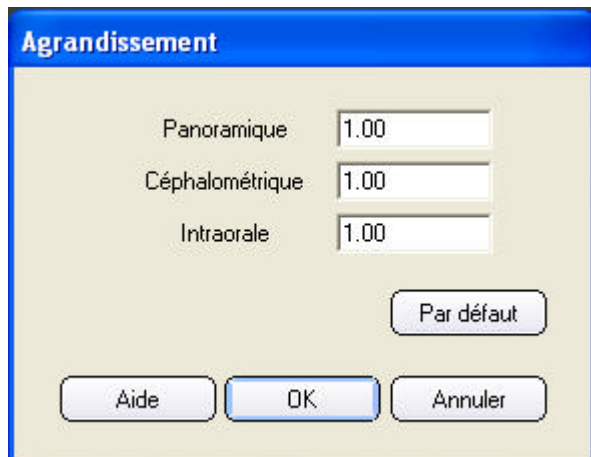 Agrandissement
Panoramique 1.00
Céphalométrique 1.00
Intraorale 1.00
Par défaut
Aide OK Annuler